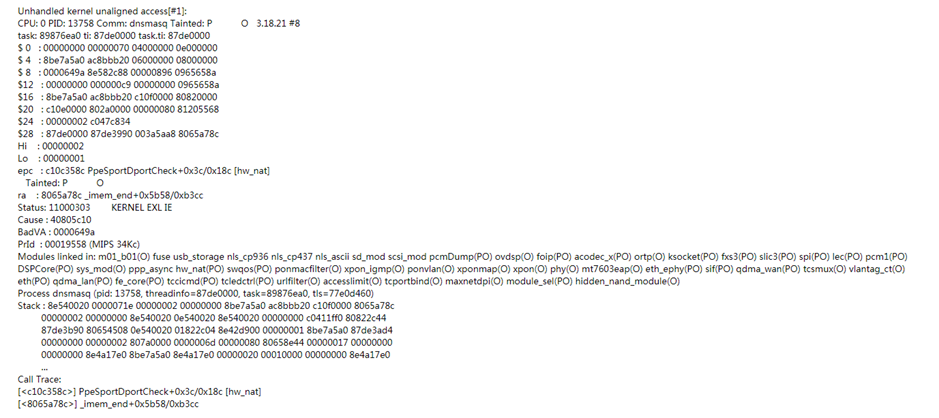 Unhandled kernel unaligned access[#1]:
CPU: 0 PID: 13758 Comm: dnsmasq Tainted: P O 3.18.21 #8
task: 89876ea0 ti: 87de0000 task.ti: 87de0000
$ 0 : 00000000 00000070 04000000 0e000000
$ 4 : 8be7a5a0 ac8bbb20 06000000 08000000
$ 8 : 0000649a 8e582c88 00000896 0965658a
$12 : 00000000 000000c9 00000000 0965658a
$16 : 8be7a5a0 ac8bbb20 c10f0000 80820000
$20 : c10e0000 802a0000 00000080 81205568
$24 : 00000002 c047c834
$28 : 87de0000 87de3990 003a5aa8 8065a78c
Hi : 00000002
Lo : 00000001
epc : c10c358c PpeSportDportCheck+0x3c/0x18c [hw_nat]
Tainted: P O
ra : 8065a78c _imem_end+0x5b58/0xb3cc
Status: 11000303 KERNEL EXL IE
Cause : 40805c10
BadVA : 0000649a
PrId : 00019558 (MIPS 34Kc)
Modules linked in: m01_b01(O) fuse usb_storage nls_cp936 nls_cp437 nls_ascii sd_mod scsi_mod pcmDump(PO) ovdsp(O) foip(PO) acodec_x(PO) ortp(O) ksocket(PO) fxs3(PO) slic3(PO) spi(PO) lec(PO) pcm1(PO)
DSPCore(PO) sys_mod(O) ppp_async hw_nat(PO) swqos(PO) ponmacfilter(O) xpon_igmp(O) ponvlan(O) xponmap(O) xpon(O) phy(O) mt7603eap(O) eth_ephy(PO) sif(PO) qdma_wan(PO) tcsmux(O) vlantag_ct(O)
eth(PO) qdma_lan(PO) fe_core(PO) tccicmd(PO) tcledctrl(PO) urlfilter(O) accesslimit(O) tcportbind(O) maxnetdpi(O) module_sel(PO) hidden_nand_module(O)
Process dnsmasq (pid: 13758, threadinfo=87de0000, task=89876ea0, tls=77e0d460)
Stack : 8e540020 0000071e 00000002 00000000 8be7a5a0 ac8bbb20 c10f0000 8065a78c
00000002 00000000 8e540020 0e540020 8e540020 00000000 c0411ff0 80822c44
87de3b90 80654508 0e540020 01822c04 8e42d900 00000001 8be7a5a0 87de3ad4
00000000 00000002 807a0000 0000006d 00000080 80658e44 00000017 00000000
00000000 8e4a17e0 8be7a5a0 8e4a17e0 00000020 00010000 00000000 8e4a17e0
...
Call Trace:
[<c10c358c>] PpeSportDportCheck+0x3c/0x18c [hw_nat]
[<8065a78c>] _imem_end+0x5b58/0xb3cc